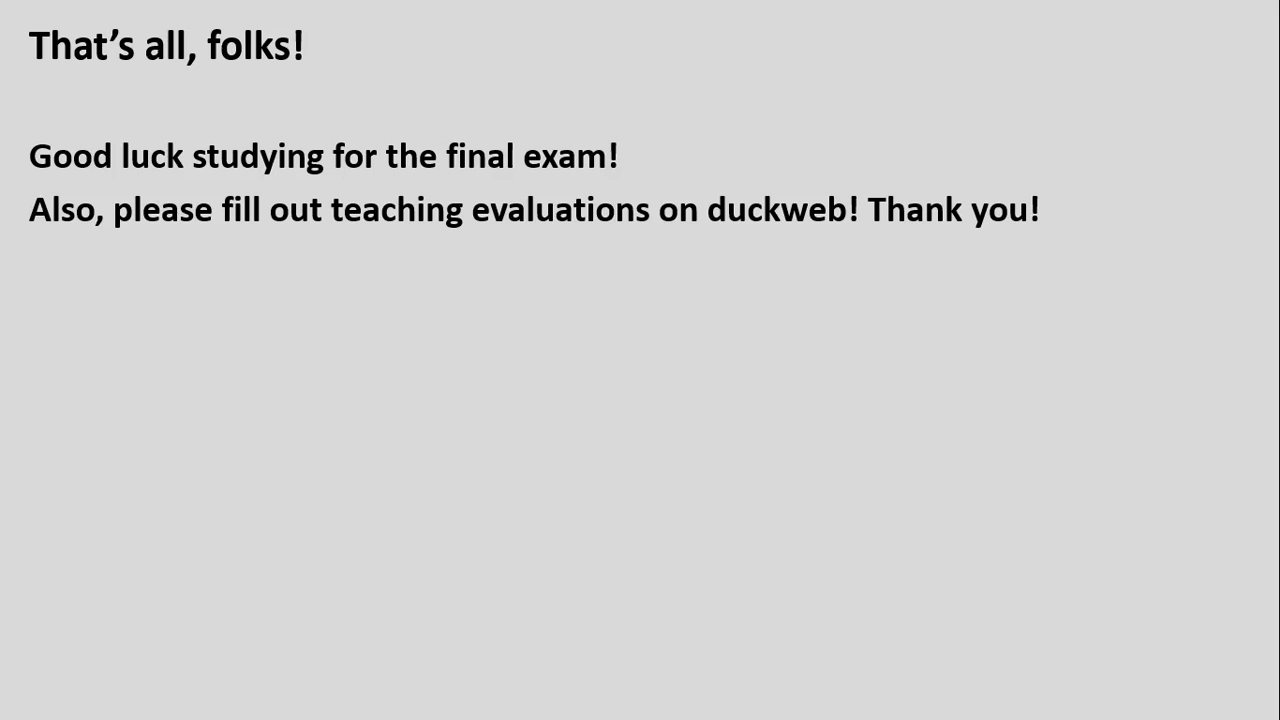 That’s all, folks!
Good luck studying for the final exam!
Also, please fill out teaching evaluations on duckweb! Thank you!